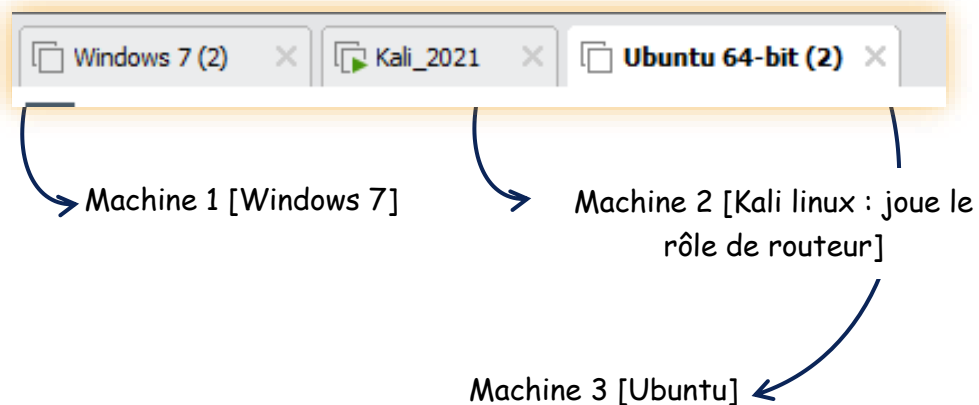 Windows 7 (2) Kali_2021 Ubuntu 64-bit (2)
Machine 1 [Windows 7]
Machine 2 [Kali linux : joue le
rôle de routeur]
Machine 3 [Ubuntu]